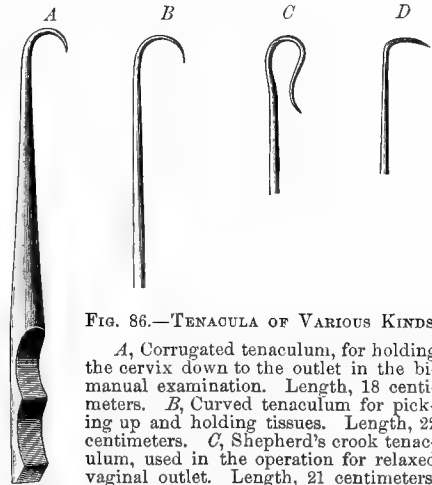 A B C D
FIG. 86.—TENACULA OF VARIOUS KINDS
A, Corrugated tenaculum, for holding
the cervix down to the outlet in the bi-
manual examination. Length, 18 centi-
meters. B, Curved tenaculum for pick-
ing up and holding tissues. Length, 22
centimeters. C, Shepherd's crook tenac-
ulum, used in the operation for relaxed
vaginal outlet. Length, 21 centimeters